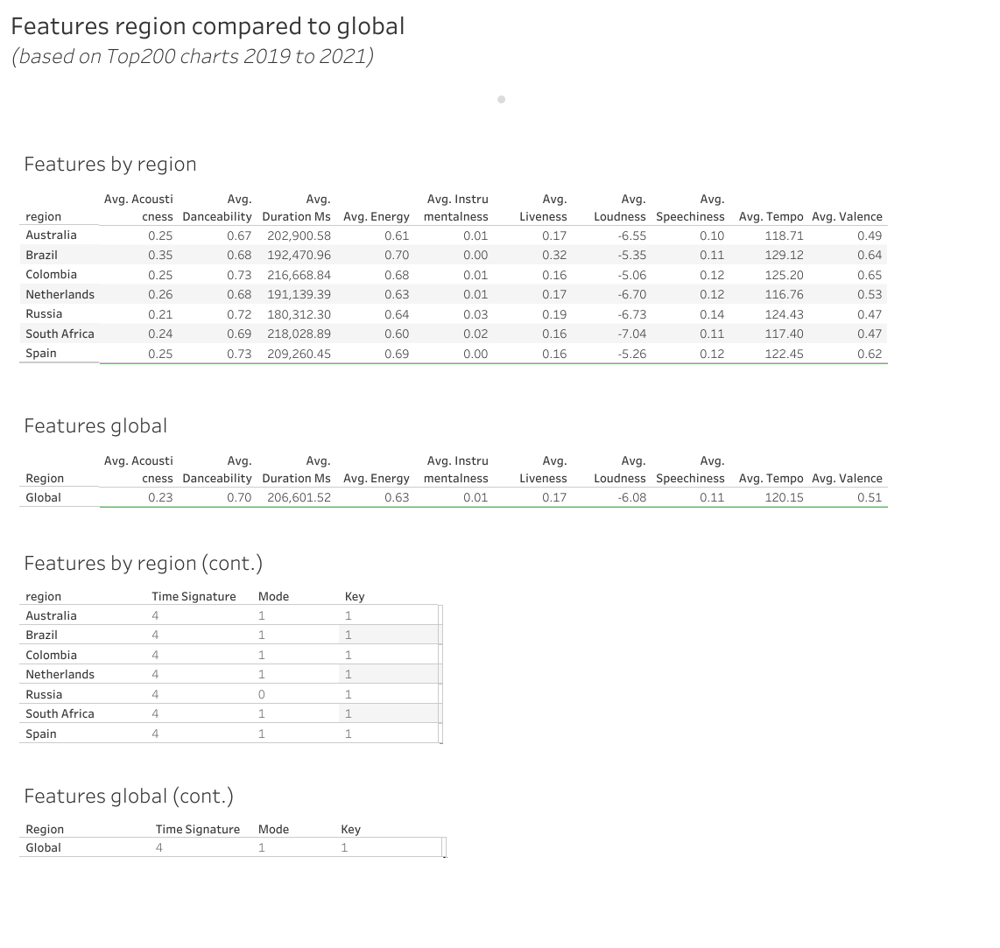 Features region compared to global
(based on Top200 charts 2019 to 2021)
Features by region
region Avg. Acousti cness Avg. Danceability Avg. Duration Ms Avg. Energy Avg. Instru mentalness Avg. Liveness Avg. Loudness Avg. Speechiness Avg. Tempo Avg. Valence
Australia 0.25 0.67 202,900.58 0.61 0.01 0.17 -6.55 0.10 118.71 0.49
Brazil 0.35 0.68 192,470.96 0.70 0.00 0.32 -5.35 0.11 129.12 0.64
Colombia 0.25 0.73 216,668.84 0.68 0.01 0.16 -5.06 0.12 125.20 0.65
Netherlands 0.26 0.68 191,139.39 0.63 0.01 0.17 -6.70 0.12 116.76 0.53
Russia 0.21 0.72 180,312.30 0.64 0.03 0.19 -6.73 0.14 124.43 0.47
South Africa 0.24 0.69 218,028.89 0.60 0.02 0.16 -7.04 0.11 117.40 0.47
Spain 0.25 0.73 209,260.45 0.69 0.00 0.16 -5.26 0.12 122.45 0.62
Features global
Region Avg. Acousti cness Avg. Danceability Avg. Duration Ms Avg. Energy Avg. Instru mentalness Avg. Liveness Avg. Loudness Avg. Speechiness Avg. Tempo Avg. Valence
Global 0.23 0.70 206,601.52 0.63 0.01 0.17 -6.08 0.11 120.15 0.51
Features by region (cont.)
region Time Signature Mode Key
Australia 4 1 1
Brazil 4 1 1
Colombia 4 1 1
Netherlands 4 1 1
Russia 4 0 1
South Africa 4 1 1
Spain 4 1 1
Features global (cont.)
Region Time Signature Mode Key
Global 4 1 1